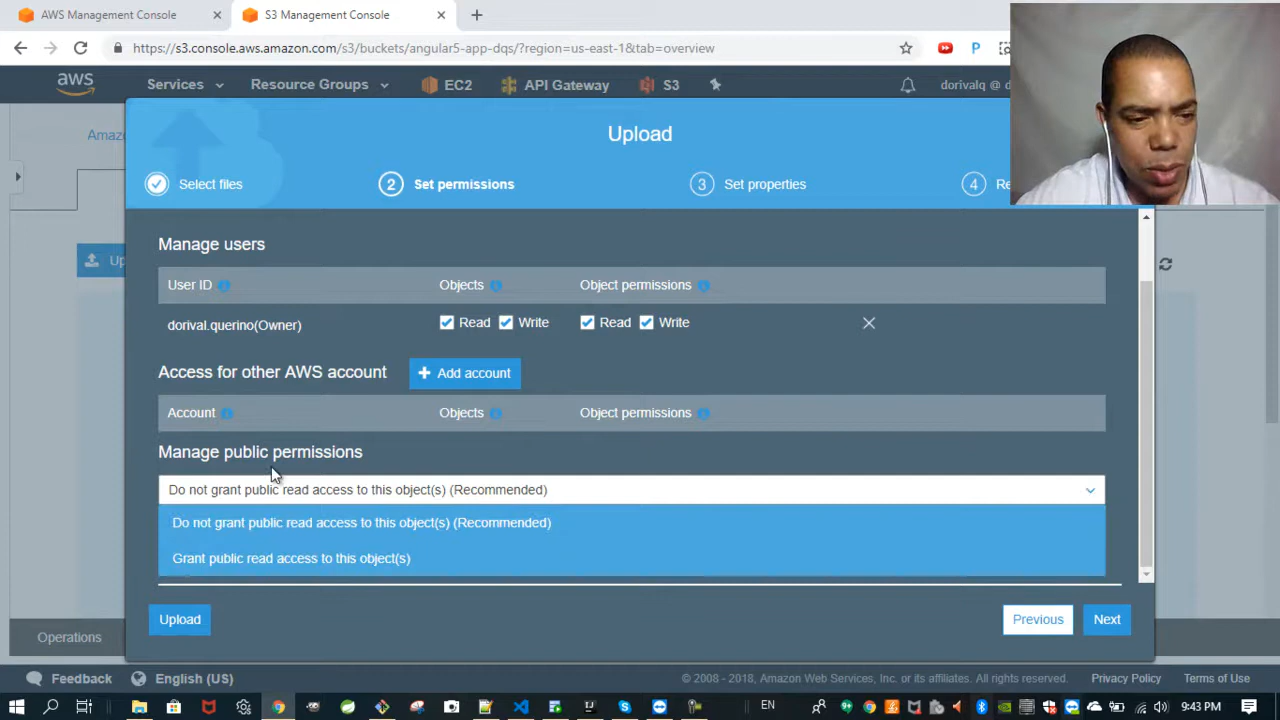 AWS Management Console
S3 Management Console
https://s3.console.aws.amazon.com/s3/buckets/angular5-app-dqs/?region=us-east-1&tab=overview
aws
Services
Resource Groups
EC2
API Gateway
S3
dorivalq @ d
Amazo
Upload
Select files
2
Set permissions
3
Set properties
4
Re
Up
Manage users
User ID
Objects
Object permissions
dorival.querino(Owner)
Read
Write
Read
Write
Access for other AWS account
Add account
Account
Objects
Object permissions
Manage public permissions
Do not grant public read access to this object(s) (Recommended)
Do not grant public read access to this object(s) (Recommended)
Grant public read access to this object(s)
Upload
Previous
Next
Operations
Feedback
English (US)
© 2008 - 2018, Amazon Web Services, Inc. or its affiliates. All rights reserved.
Privacy Policy
Terms of Use
EN
9:43 PM